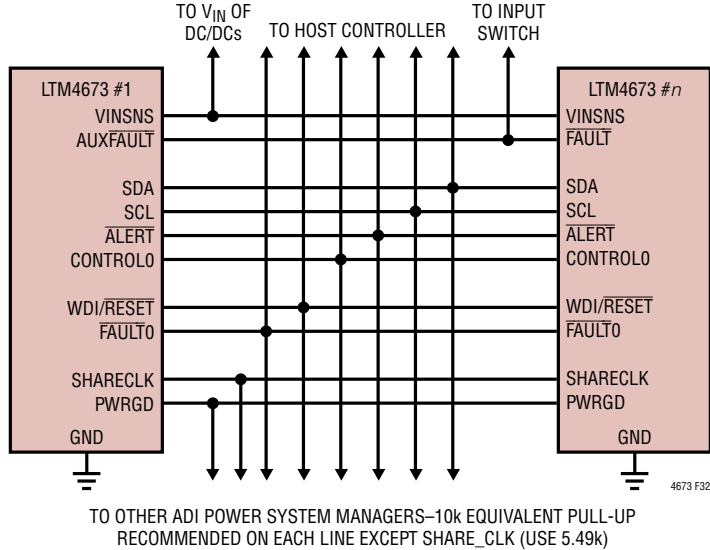 TO VIN OF
DC/DCs
TO HOST CONTROLLER
TO INPUT
SWITCH
LTM4673 #1
VINSNS
AUXFAULT
SDA
SCL
ALERT
CONTROL0
WDI/RESET
FAULT0
SHARECLK
PWRGD
GND
LTM4673 #n
VINSNS
FAULT
SDA
SCL
ALERT
CONTROL0
WDI/RESET
FAULT0
SHARECLK
PWRGD
GND
4673 F32
TO OTHER ADI POWER SYSTEM MANAGERS–10k EQUIVALENT PULL-UP
RECOMMENDED ON EACH LINE EXCEPT SHARE_CLK (USE 5.49k)